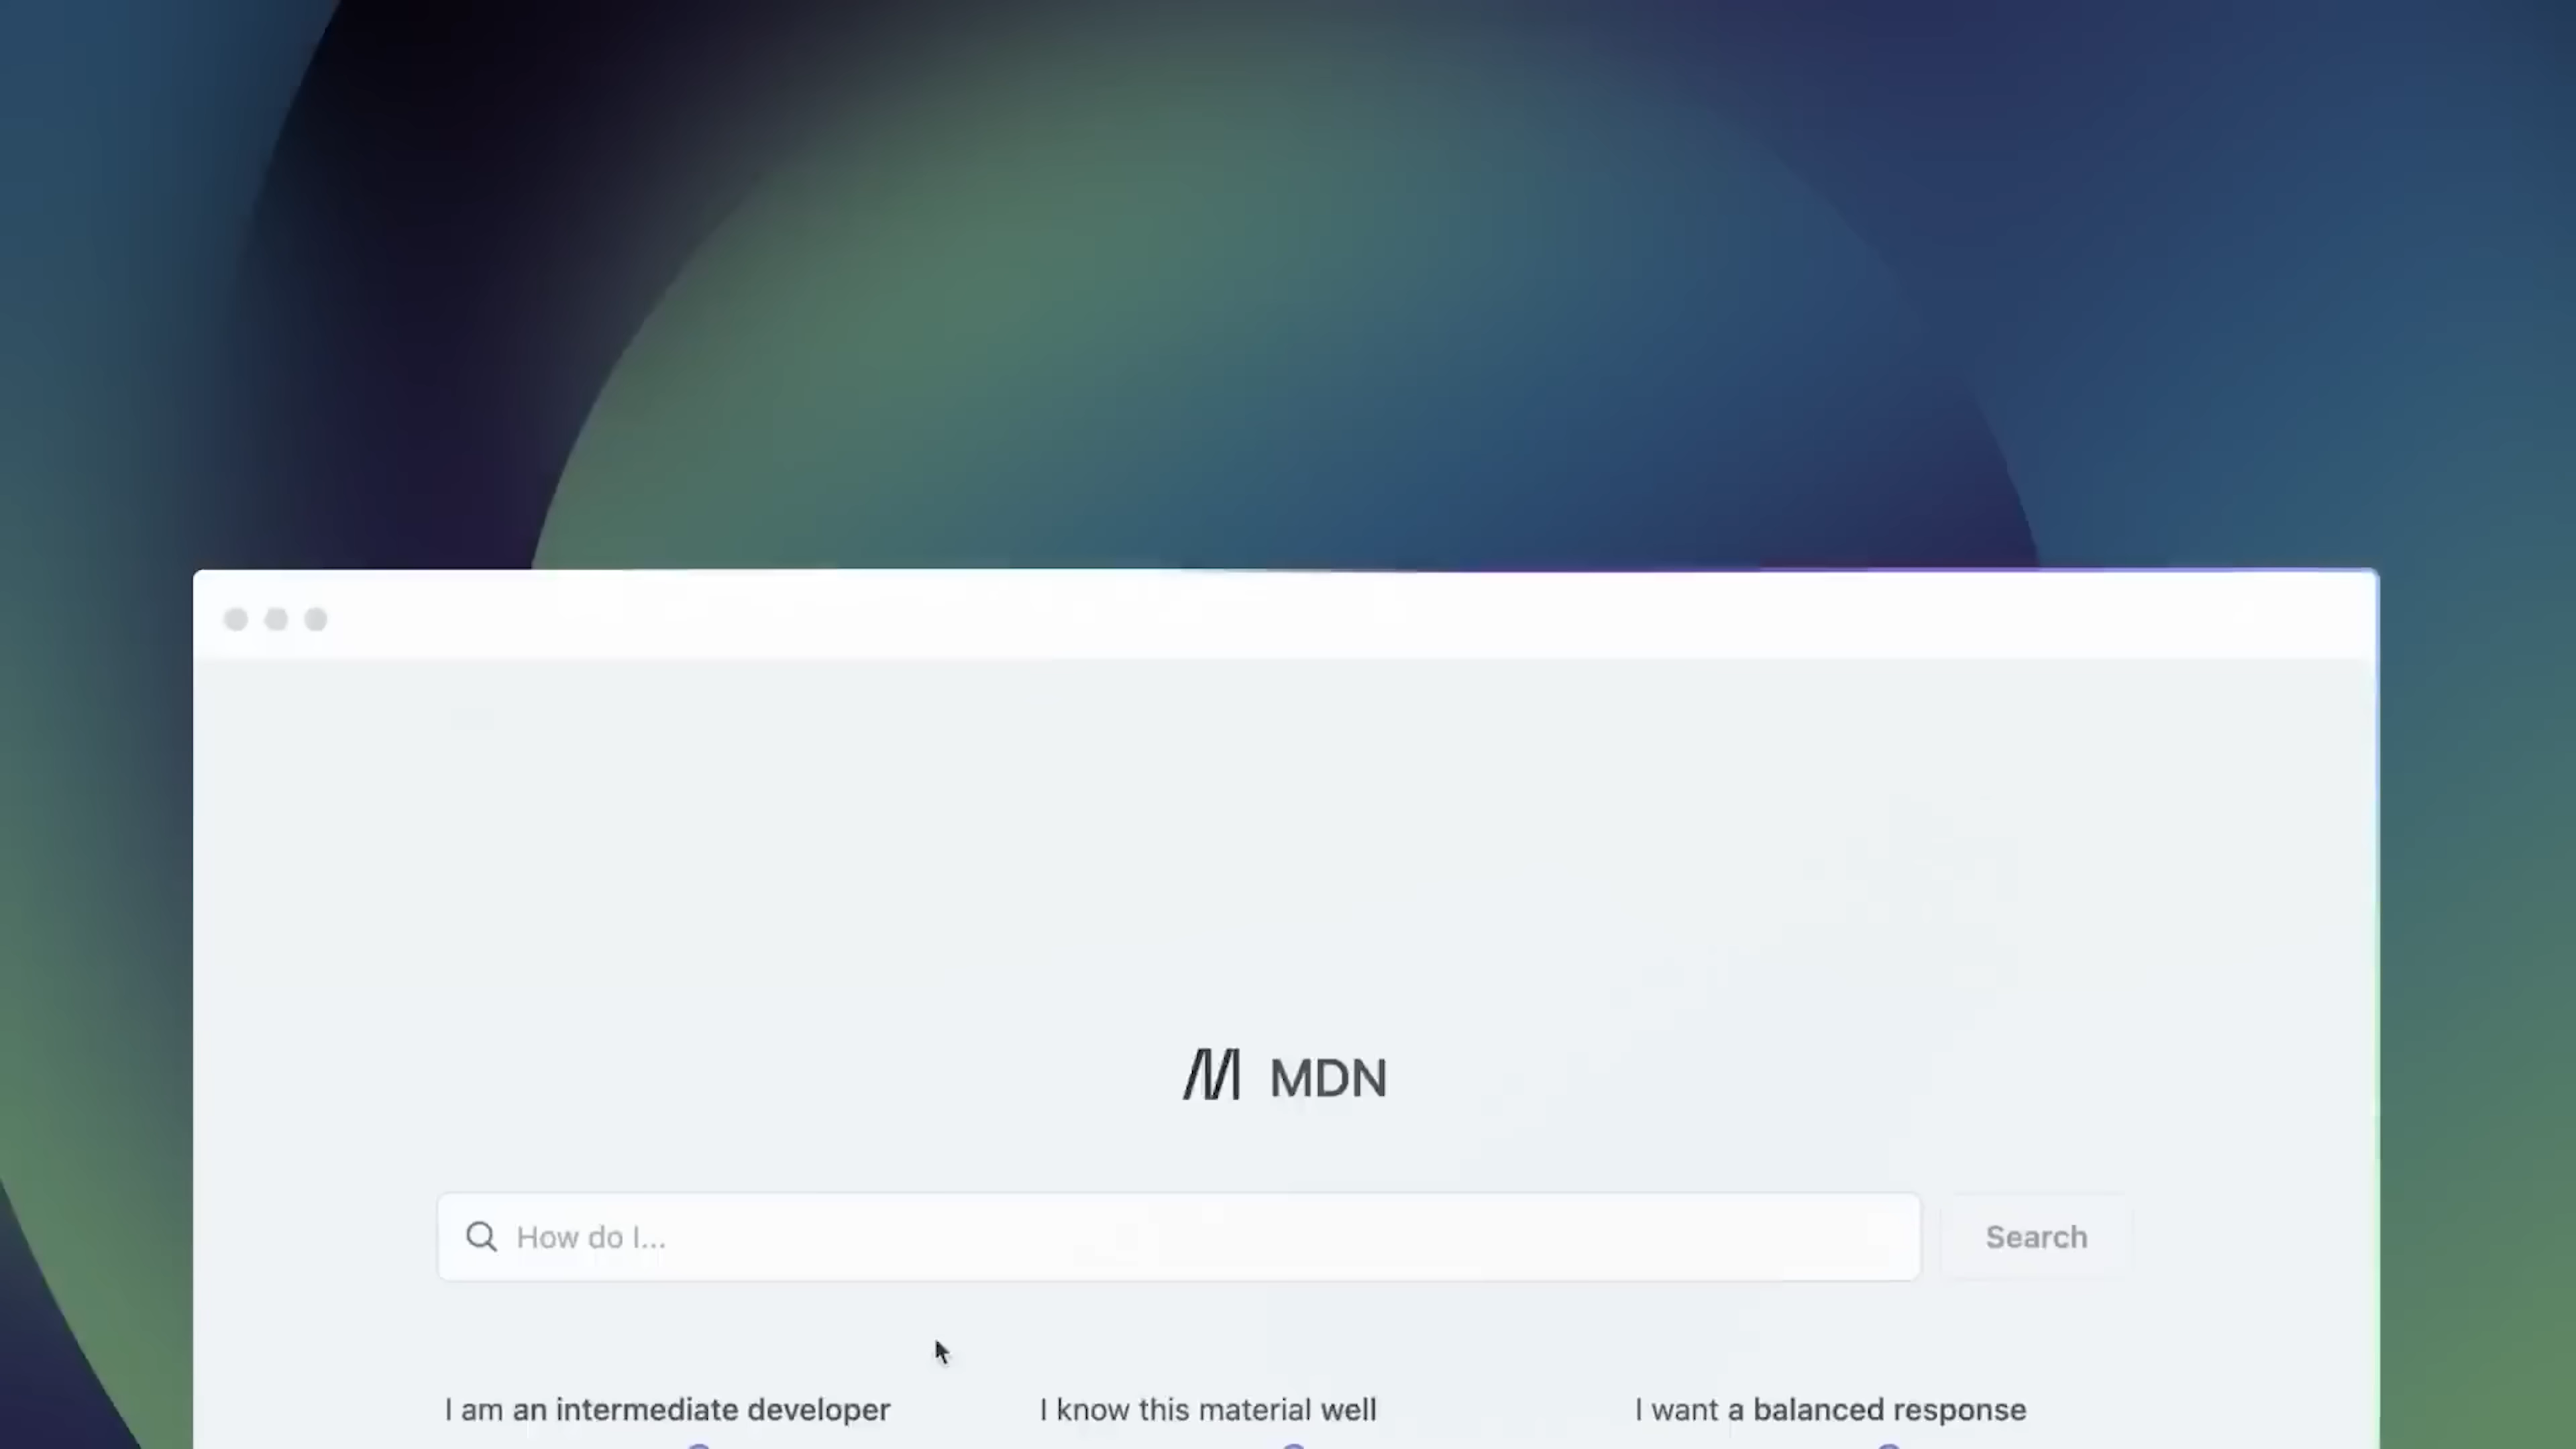 MDN
How do I...
Search
I am an intermediate developer
I know this material well
I want a balanced response